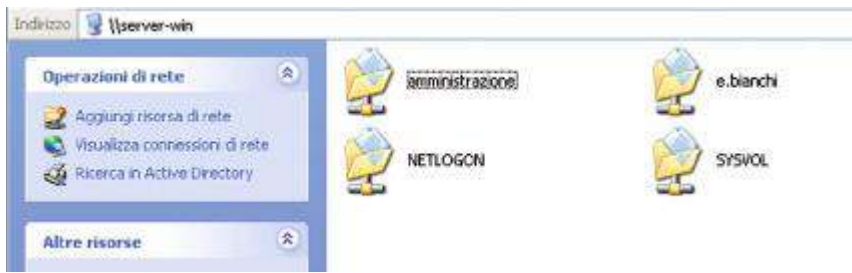 Indirizzo \\server-win
Operazioni di rete
Aggiungi risorsa di rete
Visualizza connessioni di rete
Ricerca in Active Directory
Altre risorse
amministrazione e.bianchi
NETLOGON SYSVOL